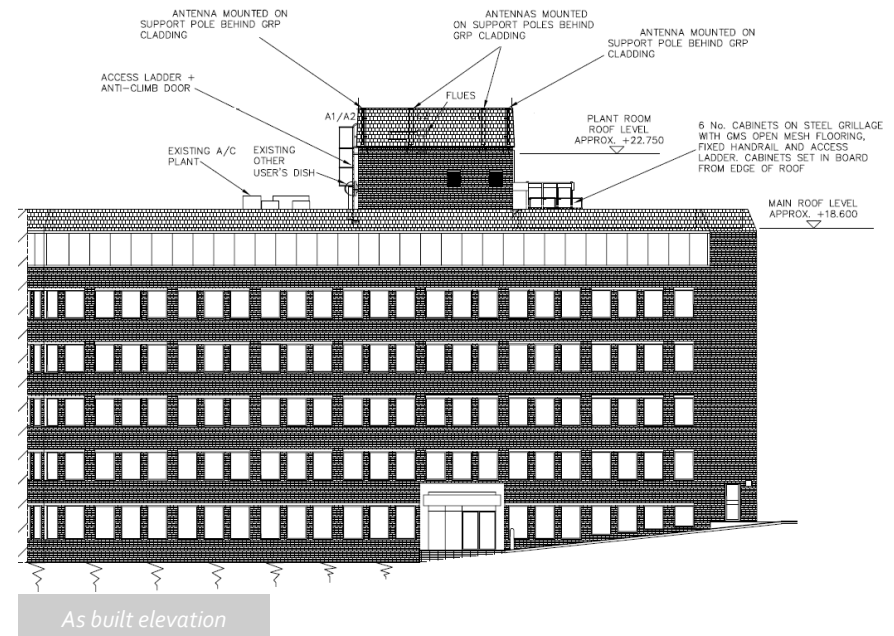 ANTENNA MOUNTED ON
SUPPORT POLE BEHIND GRP
CLADDING
ANTENNAS MOUNTED
ON SUPPORT POLES BEHIND
GRP CLADDING
ANTENNA MOUNTED ON
SUPPORT POLE BEHIND GRP
CLADDING
ACCESS LADDER +
ANTI-CLIMB DOOR
FLUES
A1/A2
PLANT ROOM
ROOF LEVEL
APPROX. +22.750
6 No. CABINETS ON STEEL GRILLAGE
WITH GMS OPEN MESH FLOORING,
FIXED HANDRAIL AND ACCESS
LADDER. CABINETS SET IN BOARD
FROM EDGE OF ROOF
EXISTING A/C
PLANT
EXISTING
OTHER
USER'S DISH
MAIN ROOF LEVEL
APPROX. +18.600
As built elevation